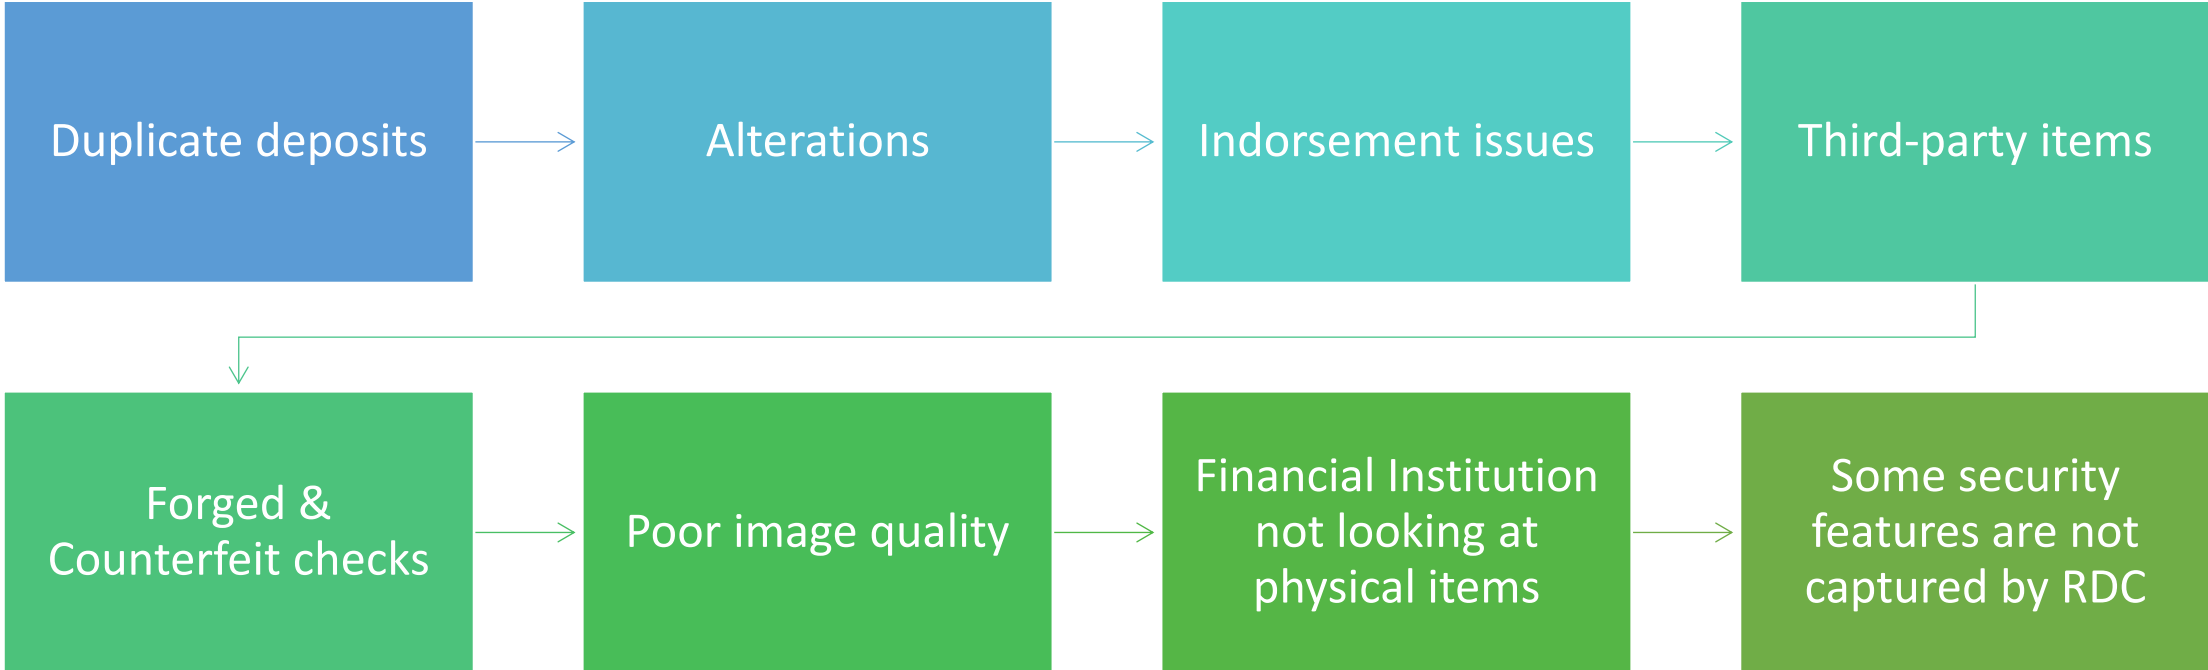 Duplicate deposits
Alterations
Indorsement issues
Third-party items
Forged &
Counterfeit checks
Poor image quality
Financial Institution
not looking at
physical items
Some security
features are not
captured by RDC